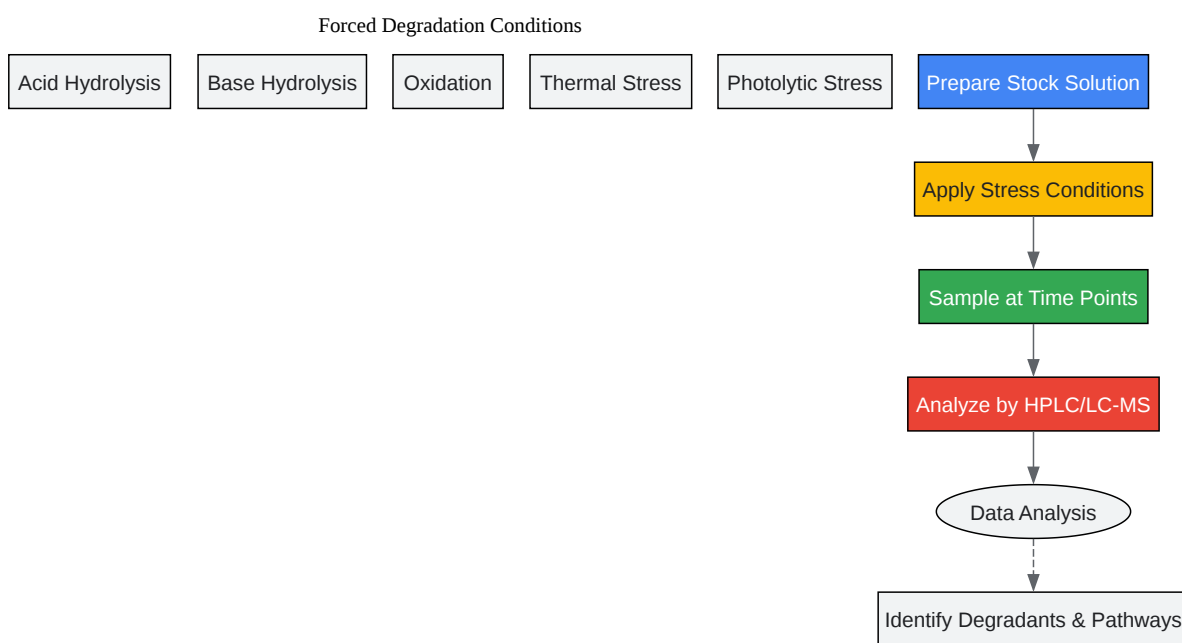 Forced Degradation Conditions
Acid Hydrolysis
Base Hydrolysis
Oxidation
Thermal Stress
Photolytic Stress
Prepare Stock Solution
Apply Stress Conditions
Sample at Time Points
Analyze by HPLC/LC-MS
Data Analysis
Identify Degradants & Pathways